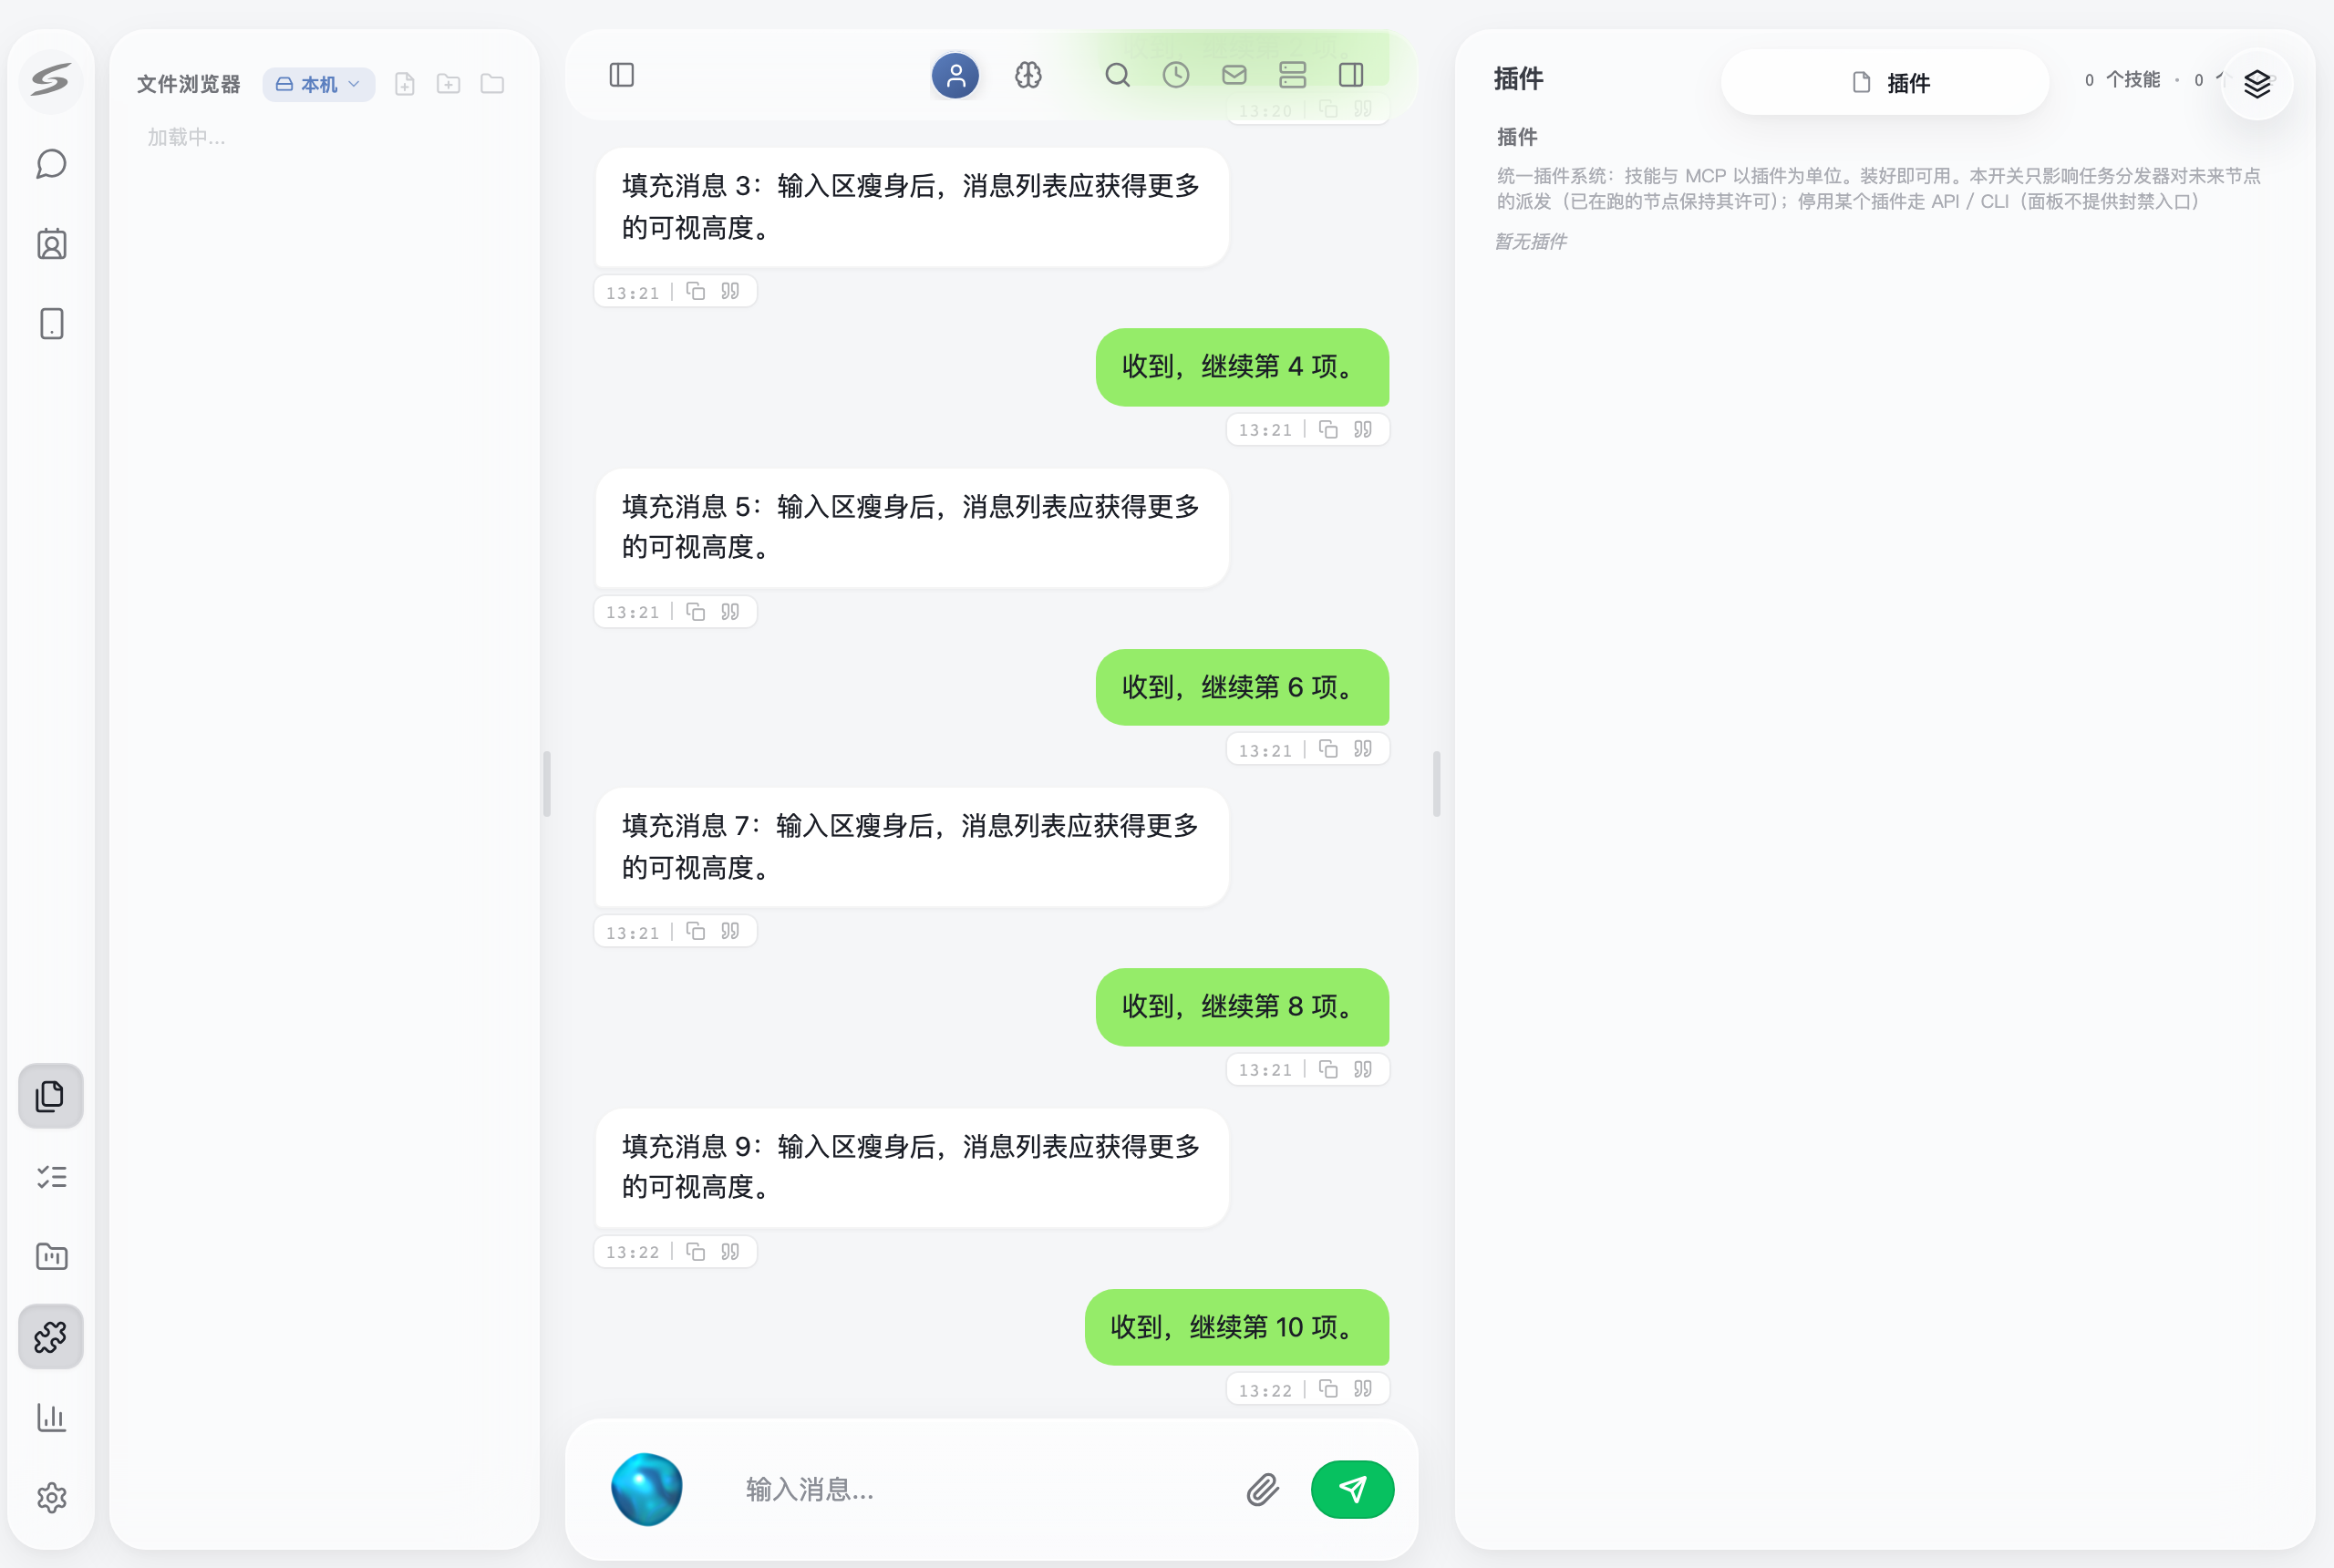 文件浏览器
本机
加载中...
13:20
填充消息 3：输入区瘦身后，消息列表应获得更多
的可视高度。
13:21
收到，继续第 4 项。
13:21
填充消息 5：输入区瘦身后，消息列表应获得更多
的可视高度。
13:21
收到，继续第 6 项。
13:21
填充消息 7：输入区瘦身后，消息列表应获得更多
的可视高度。
13:21
收到，继续第 8 项。
13:21
填充消息 9：输入区瘦身后，消息列表应获得更多
的可视高度。
13:22
收到，继续第 10 项。
13:22
输入消息...
插件
插件
0 个技能 · 0
插件
统一插件系统：技能与 MCP 以插件为单位。装好即可用。本开关只影响任务分发器对未来节点
的派发（已在跑的节点保持其许可）；停用某个插件走 API / CLI（面板不提供封禁入口）
暂无插件